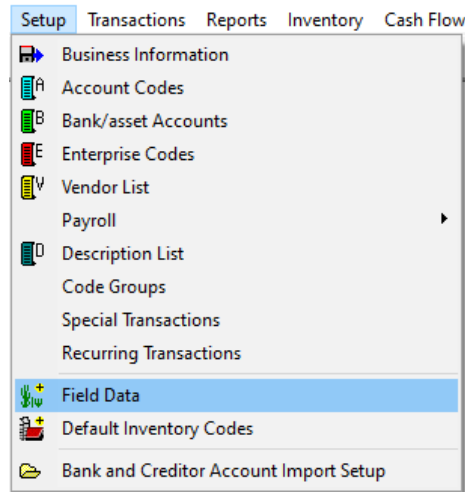 Setup Transactions Reports Inventory Cash Flow
Business Information
A Account Codes
B Bank/asset Accounts
E Enterprise Codes
V Vendor List
Payroll
D Description List
Code Groups
Special Transactions
Recurring Transactions
Field Data
Default Inventory Codes
Bank and Creditor Account Import Setup